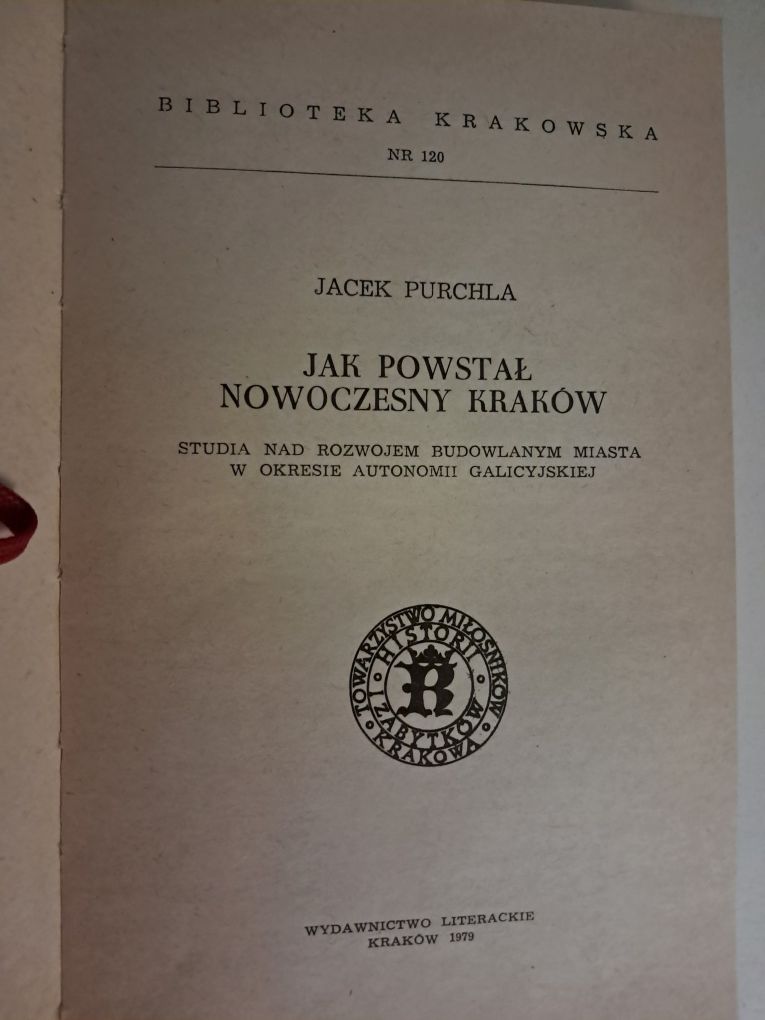 BIBLIOTEKA KRAKOWSKA
NR 120
JACEK PURCHLA
JAK POWSTAŁ
NOWOCZESNY KRAKÓW
STUDIA NAD ROZWOJEM BUDOWLANYM MIASTA
W OKRESIE AUTONOMII GALICYJSKIEJ
TOWARZYSTWO MIŁOŚNIKÓW
HISTORII
I ZABYTKÓW
KRAKOWA
K
WYDAWNICTWO LITERACKIE
KRAKÓW 1979